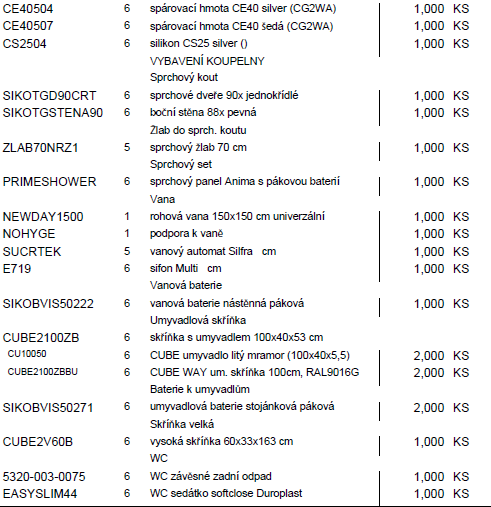 CE40504 6 spárovací hmota CE40 silver (CG2WA) 1,000 KS
CE40507 6 spárovací hmota CE40 šedá (CG2WA) 1,000 KS
CS2504 6 silikon CS25 silver () 1,000 KS
VYBAVENÍ KOUPELNY
Sprchový kout
SIKOTGD90CRT 6 sprchové dveře 90x jednokřídlé 1,000 KS
SIKOTGSTENA90 6 boční stěna 88x pevná 1,000 KS
Žlab do sprch. koutu
ZLAB70NRZ1 5 sprchový žlab 70 cm 1,000 KS
Sprchový set
PRIMESHOWER 6 sprchový panel Anima s pákovou baterií 1,000 KS
Vana
NEWDAY1500 1 rohová vana 150x150 cm univerzální 1,000 KS
NOHYGE 1 podpora k vaně 1,000 KS
SUCRTEK 5 vanový automat Silfra cm 1,000 KS
E719 6 sifon Multi cm 1,000 KS
Vanová baterie
SIKOBVIS50222 6 vanová baterie nástěnná páková 1,000 KS
Umyvadlová skříňka
CUBE2100ZB 6 skříňka s umyvadlem 100x40x53 cm
CU10050 6 CUBE umyvadlo litý mramor (100x40x5,5) 2,000 KS
CUBE2100ZBBU 6 CUBE WAY um. skříňka 100cm, RAL9016G 2,000 KS
Baterie k umyvadlům
SIKOBVIS50271 6 umyvadlová baterie stojánková páková 2,000 KS
Skříňka velká
CUBE2V60B 6 vysoká skříňka 60x33x163 cm 1,000 KS
WC
5320-003-0075 6 WC závěsné zadní odpad 1,000 KS
EASYSLIM44 6 WC sedátko softclose Duroplast 1,000 KS